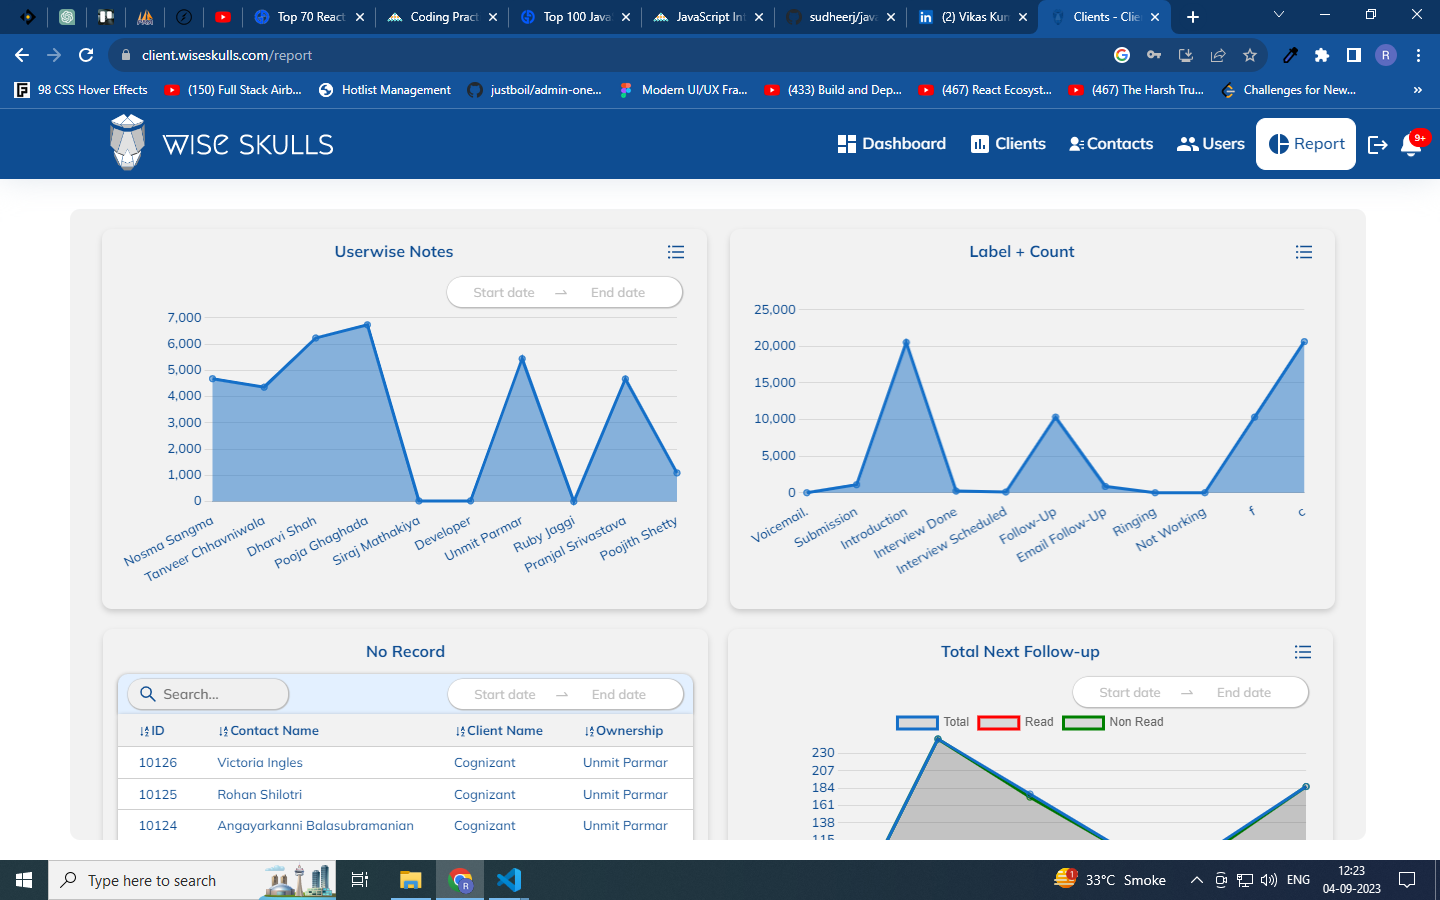 Top 70 React
Coding Pract
Top 100 Java
JavaScript Int
sudheerj/java
(2) Vikas Kum
Clients - Clie
client.wiseskulls.com/report
R
98 CSS Hover Effects
(150) Full Stack Airb...
Hotlist Management
justboil/admin-one...
Modern UI/UX Fra...
(433) Build and Dep...
(467) React Ecosyst...
(467) The Harsh Tru...
Challenges for New...
WISE SKULLS
Dashboard
Clients
Contacts
Users
Report
9+
Userwise Notes
Start date
End date
7,000
6,000
5,000
4,000
3,000
2,000
1,000
0
Nosma Sangma
Tanveer Chhavniwala
Dharvi Shah
Pooja Ghaghada
Siraj Mathakiya
Developer
Unmit Parmar
Ruby Jaggi
Pranjal Srivastava
Poojith Shetty
Label + Count
25,000
20,000
15,000
10,000
5,000
0
Voicemail.
Submission
Introduction
Interview Done
Interview Scheduled
Follow-Up
Email Follow-Up
Ringing
Not Working
f
c
No Record
Search...
Start date
End date
ID Contact Name Client Name Ownership
10126 Victoria Ingles Cognizant Unmit Parmar
10125 Rohan Shilotri Cognizant Unmit Parmar
10124 Angayarkanni Balasubramanian Cognizant Unmit Parmar
Total Next Follow-up
Start date
End date
Total Read Non Read
230
207
184
161
138
115
Type here to search
R
1
33°C Smoke
ENG
12:23
04-09-2023